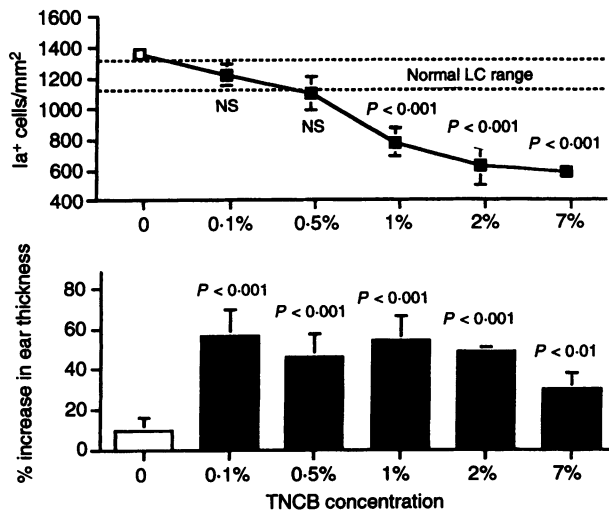 Ia⁺ cells/mm²
1600
1400
1200
1000
800
600
400
Normal LC range
NS
NS
P < 0·001
P < 0·001
P < 0·001
0
0·1%
0·5%
1%
2%
7%
% increase in ear thickness
80
60
40
20
0
P < 0·001
P < 0·001
P < 0·001
P < 0·001
P < 0·01
0
0·1%
0·5%
1%
2%
7%
TNCB concentration